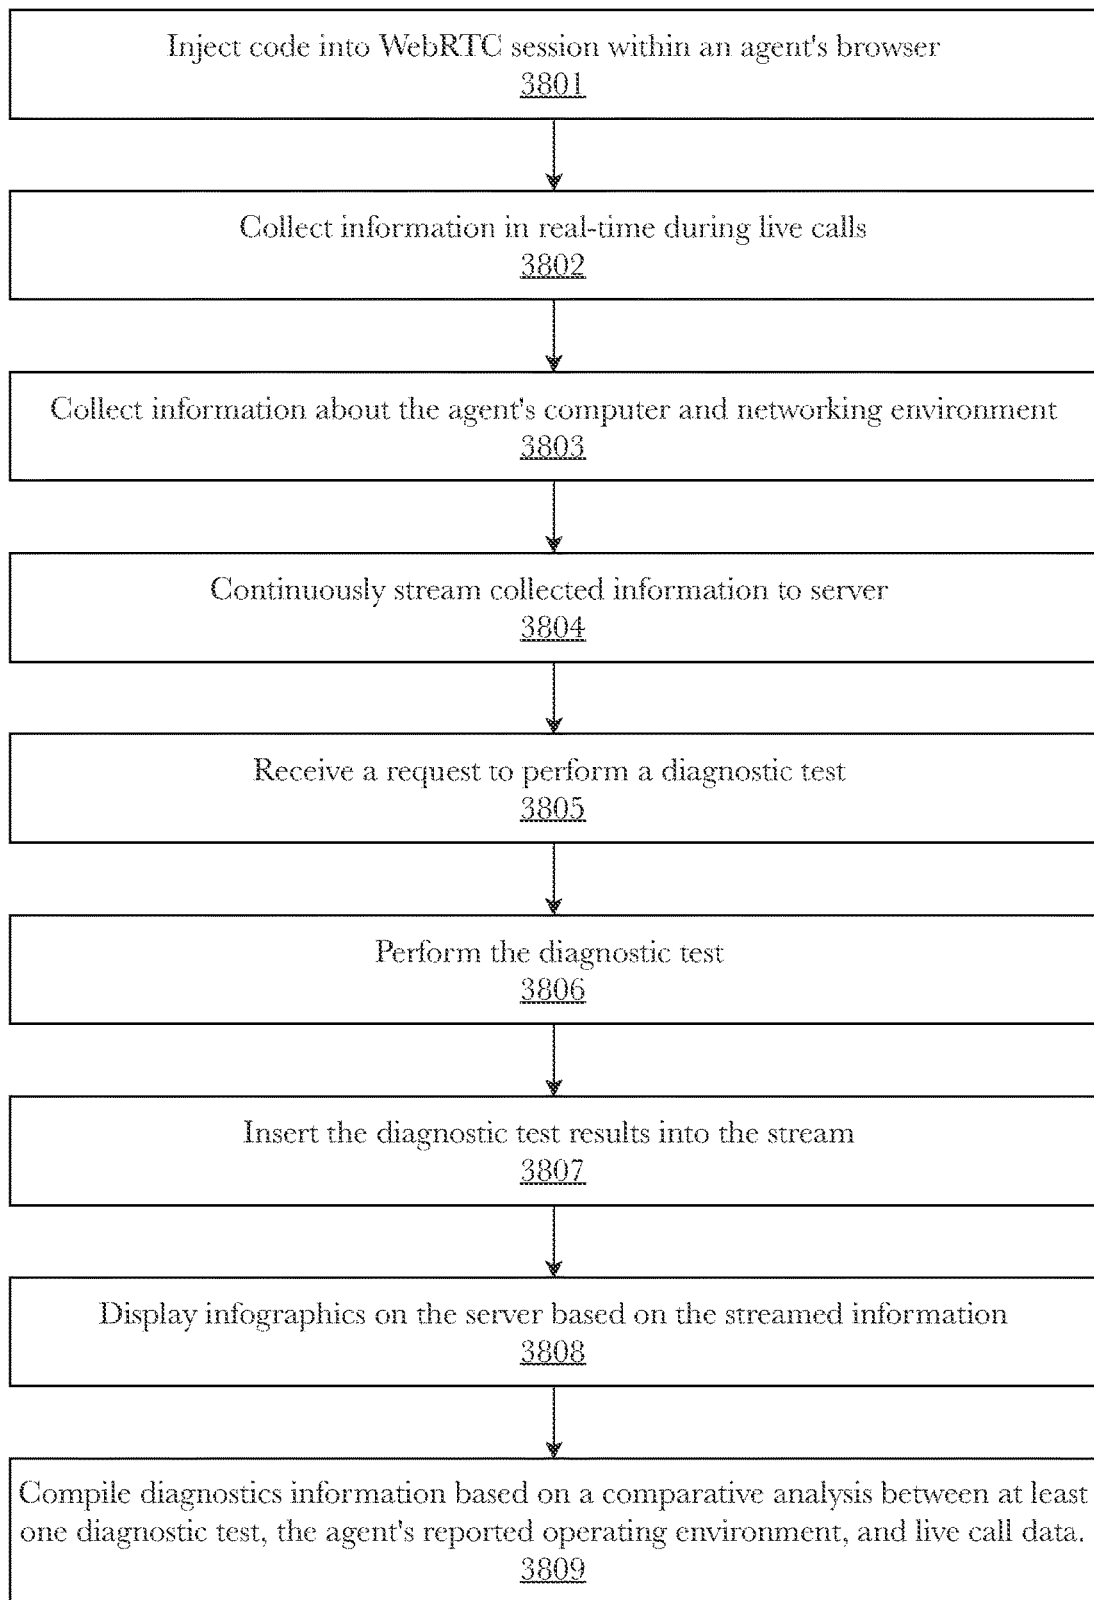 Inject code into WebRTC session within an agent's browser
3801
Collect information in real-time during live calls
3802
Collect information about the agent's computer and networking environment
3803
Continuously stream collected information to server
3804
Receive a request to perform a diagnostic test
3805
Perform the diagnostic test
3806
Insert the diagnostic test results into the stream
3807
Display infographics on the server based on the streamed information
3808
Compile diagnostics information based on a comparative analysis between at least
one diagnostic test, the agent's reported operating environment, and live call data.
3809